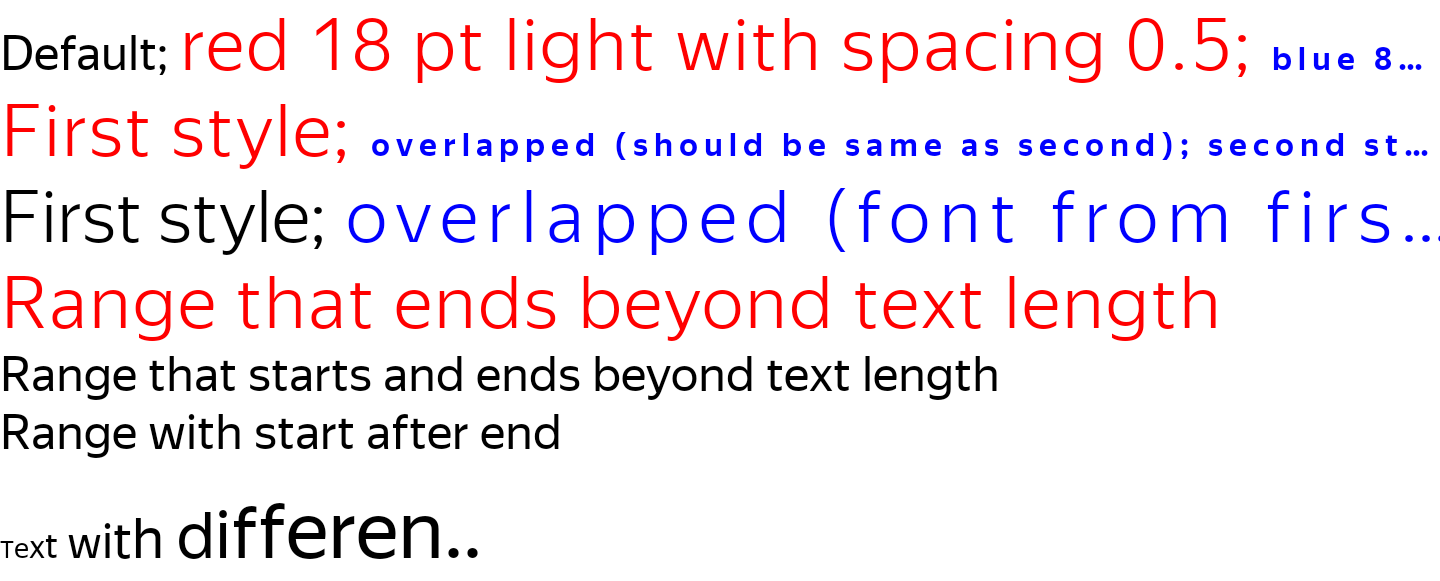 Default; red 18 pt light with spacing 0.5; blue 8…
First style; overlapped (should be same as second); second st…
First style; overlapped (font from firs…
Range that ends beyond text length
Range that starts and ends beyond text length
Range with start after end
Text with differen..